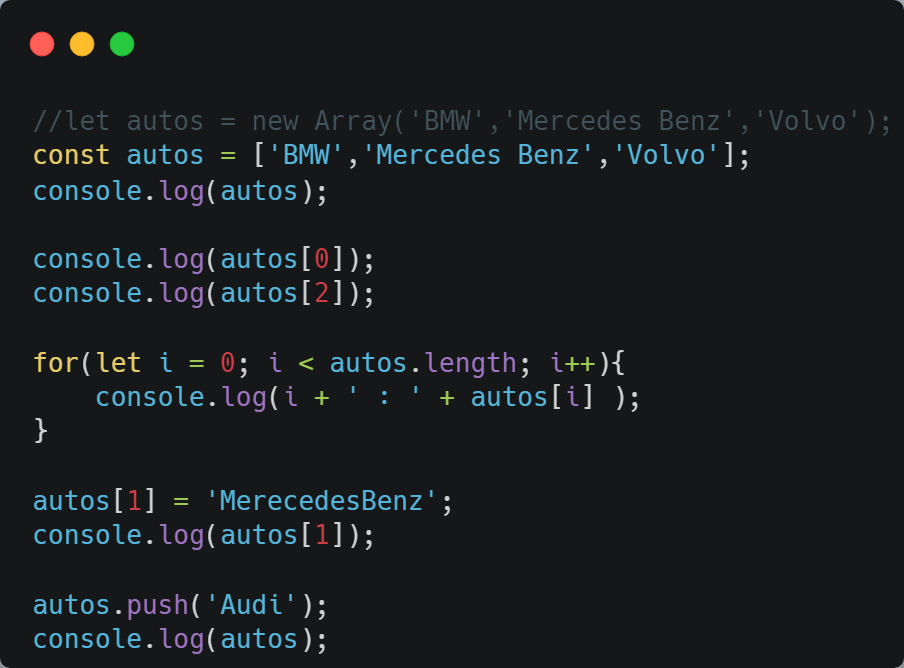 //let autos = new Array('BMW','Mercedes Benz','Volvo');
const autos = ['BMW','Mercedes Benz','Volvo'];
console.log(autos);

console.log(autos[0]);
console.log(autos[2]);

for(let i = 0; i < autos.length; i++){
    console.log(i + ' : ' + autos[i] );
}

autos[1] = 'MerecedesBenz';
console.log(autos[1]);

autos.push('Audi');
console.log(autos);